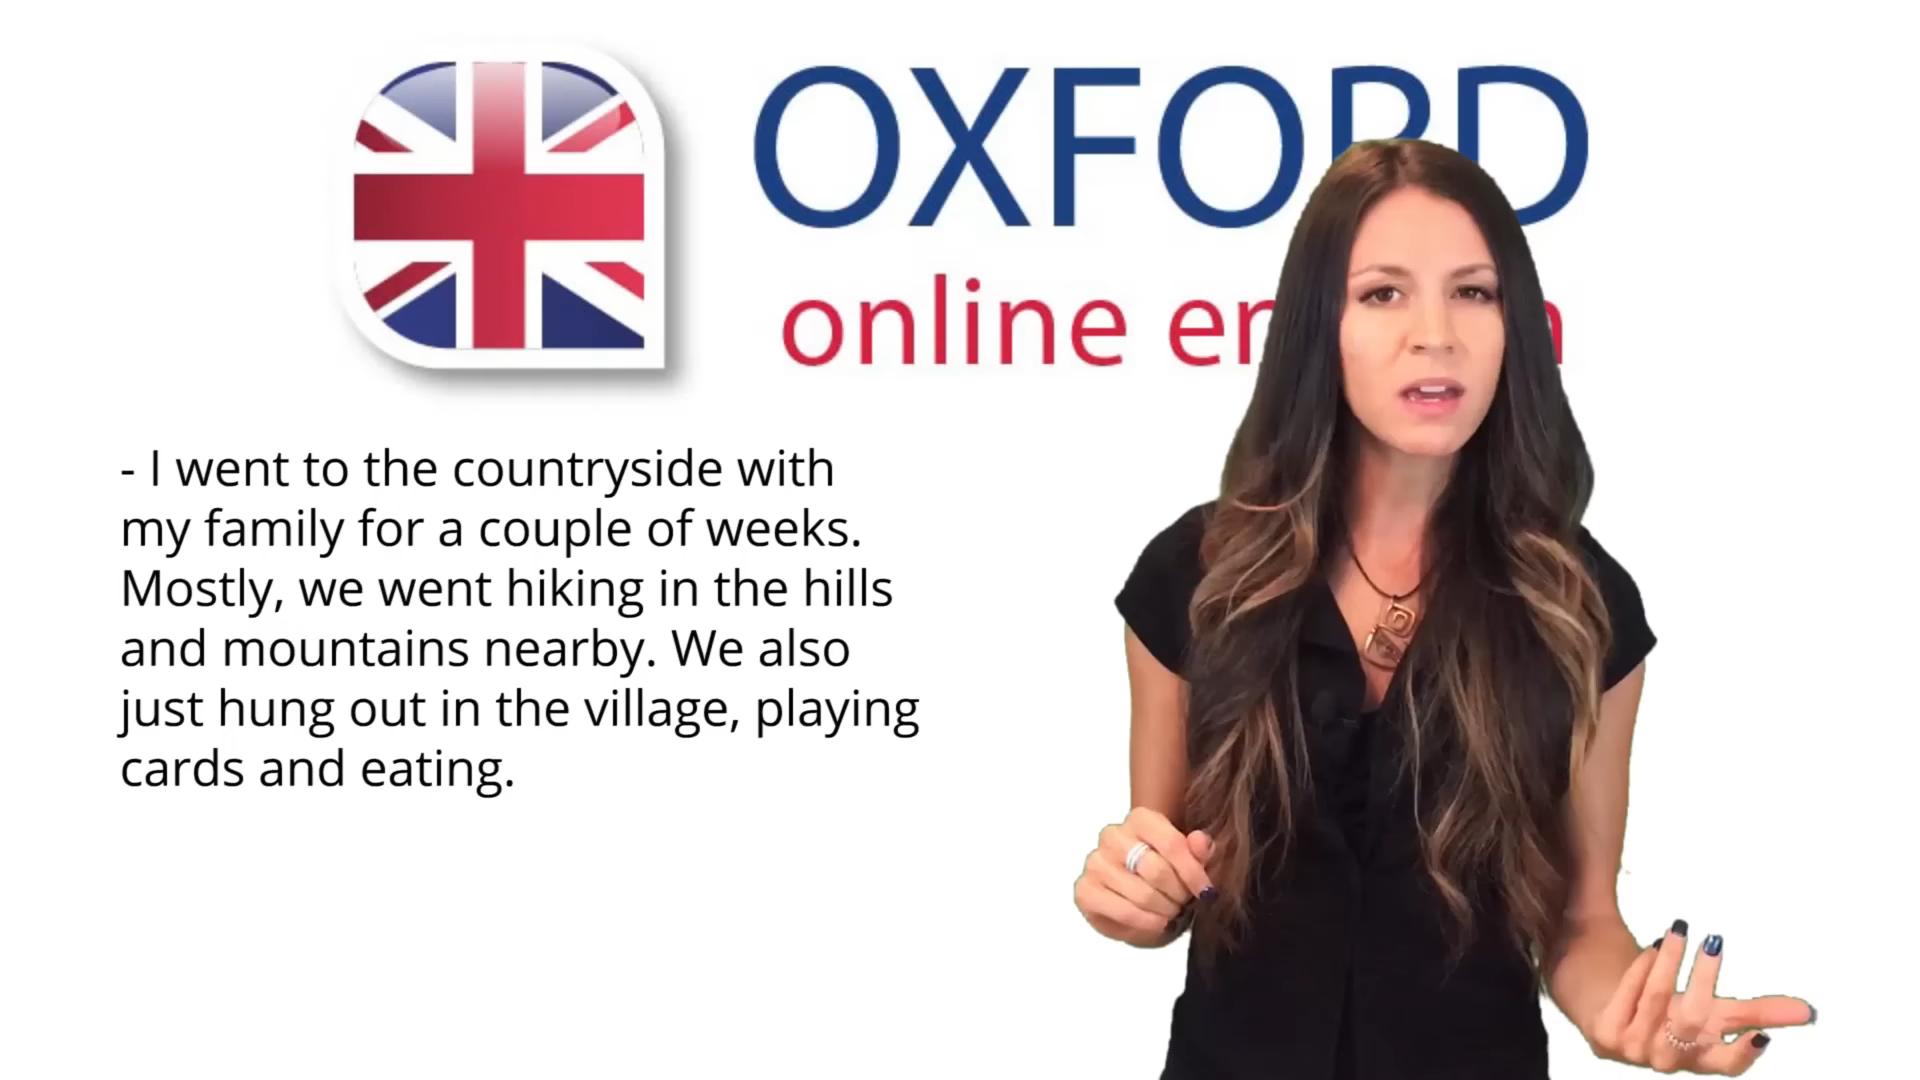 OXFORD
online
- I went to the countryside with
my family for a couple of weeks.
Mostly, we went hiking in the hills
and mountains nearby. We also
just hung out in the village, playing
cards and eating.